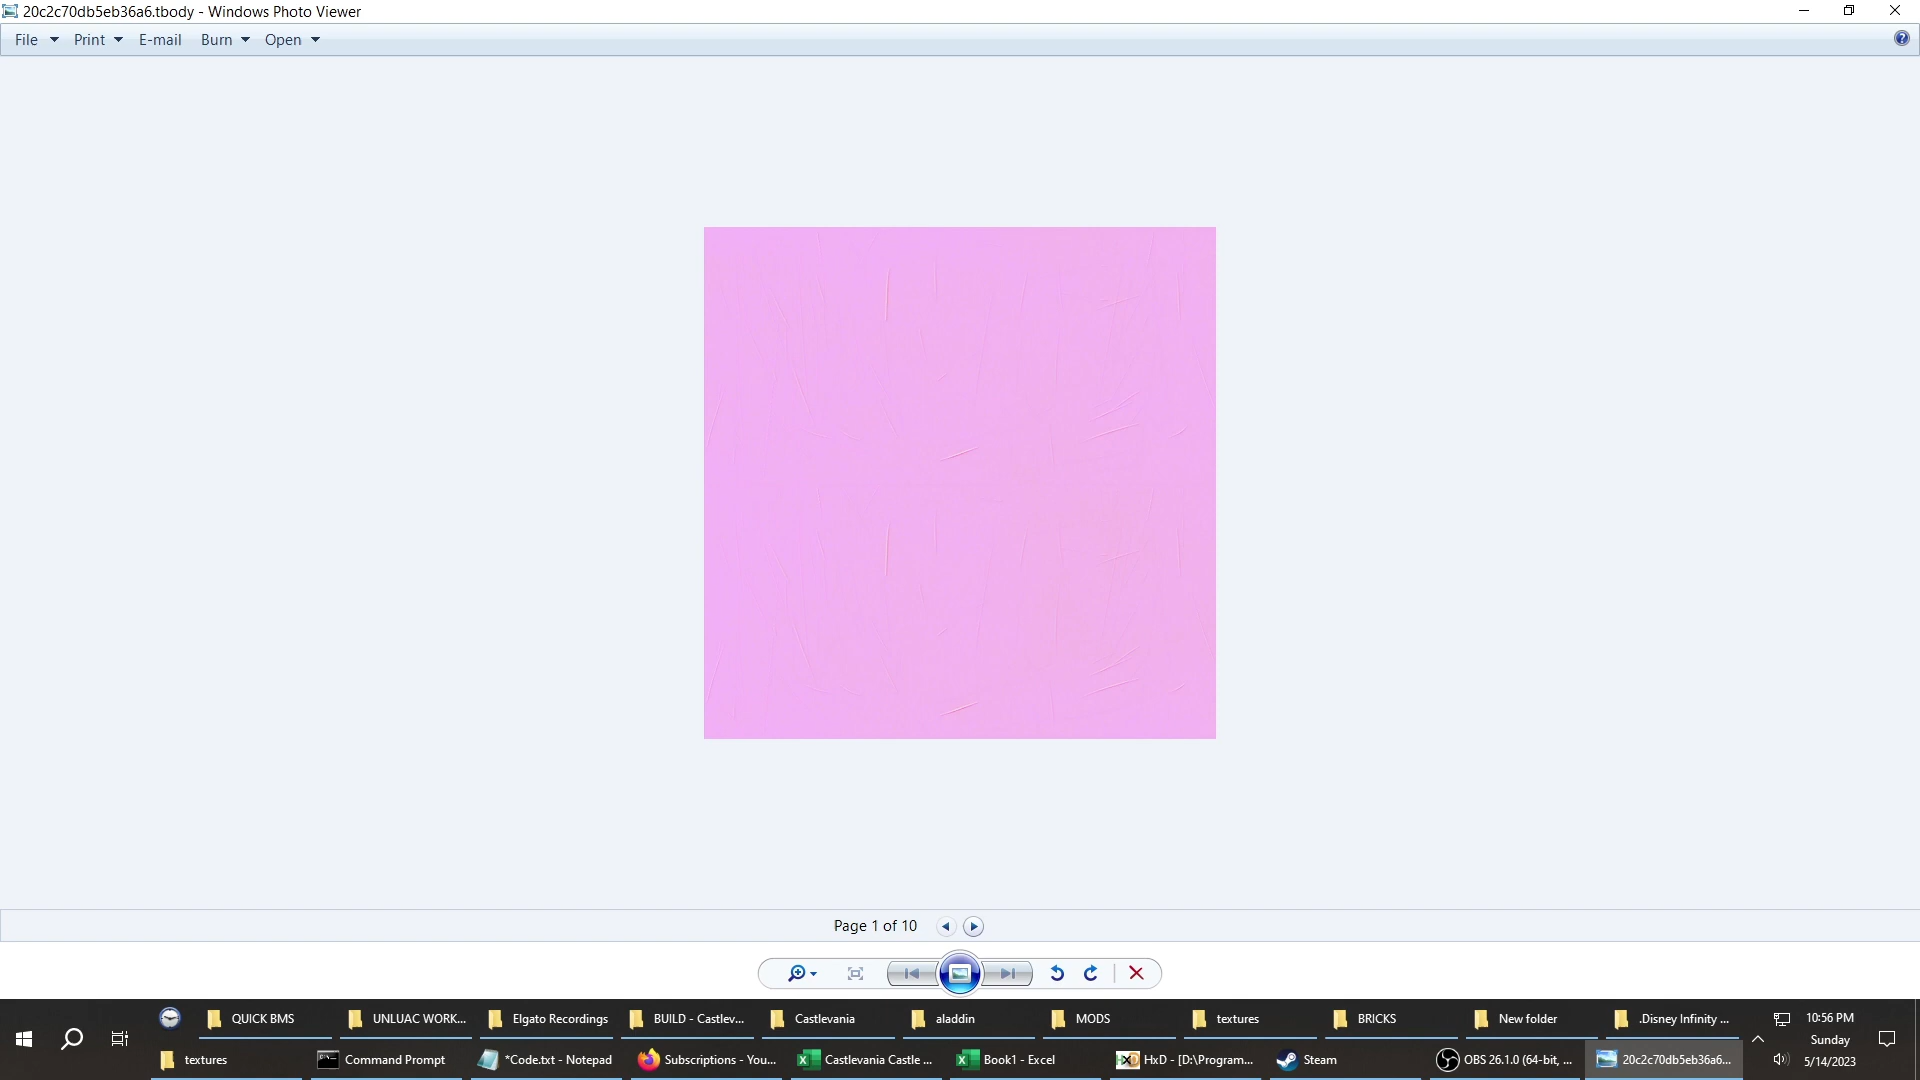 20c2c70db5eb36a6.tbody - Windows Photo Viewer
File Print E-mail Burn Open
Page 1 of 10
QUICK BMS UNLUAC WORK... Elgato Recordings BUILD - Castlev... Castlevania aladdin MODS textures BRICKS New folder .Disney Infinity ... 10:56 PM
Sunday
textures Command Prompt *Code.txt - Notepad Subscriptions - You... Castlevania Castle ... Book1 - Excel HxD - [D:\Program... Steam OBS 26.1.0 (64-bit, ... 20c2c70db5eb36a6... 5/14/2023